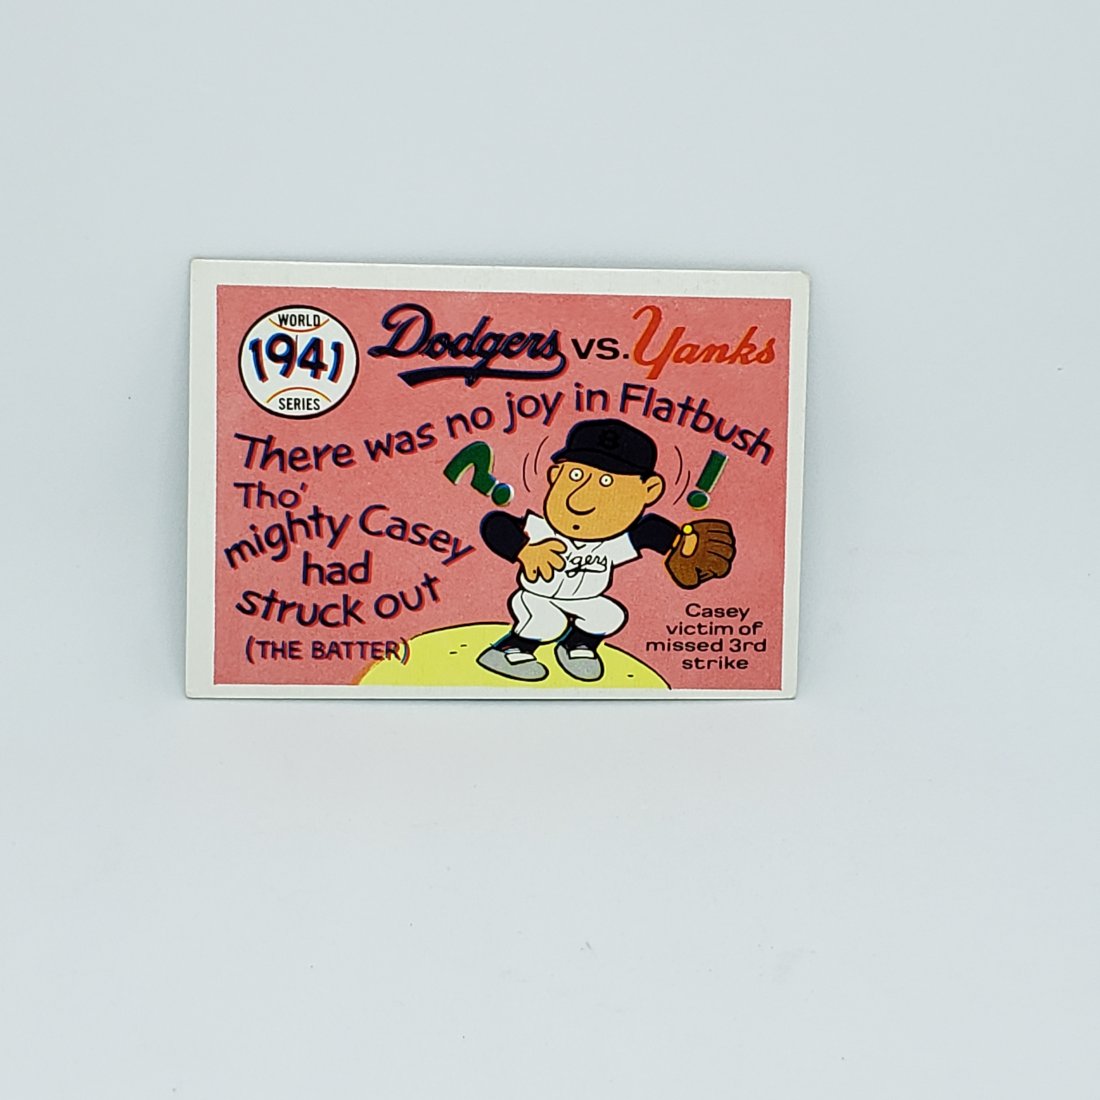 WORLD
1941
SERIES
Dodgers vs. Yanks
There was no joy in Flatbush
Tho'
mighty Casey
had
struck out
(THE BATTER)
B
?!
gers
Casey
victim of
missed 3rd
strike